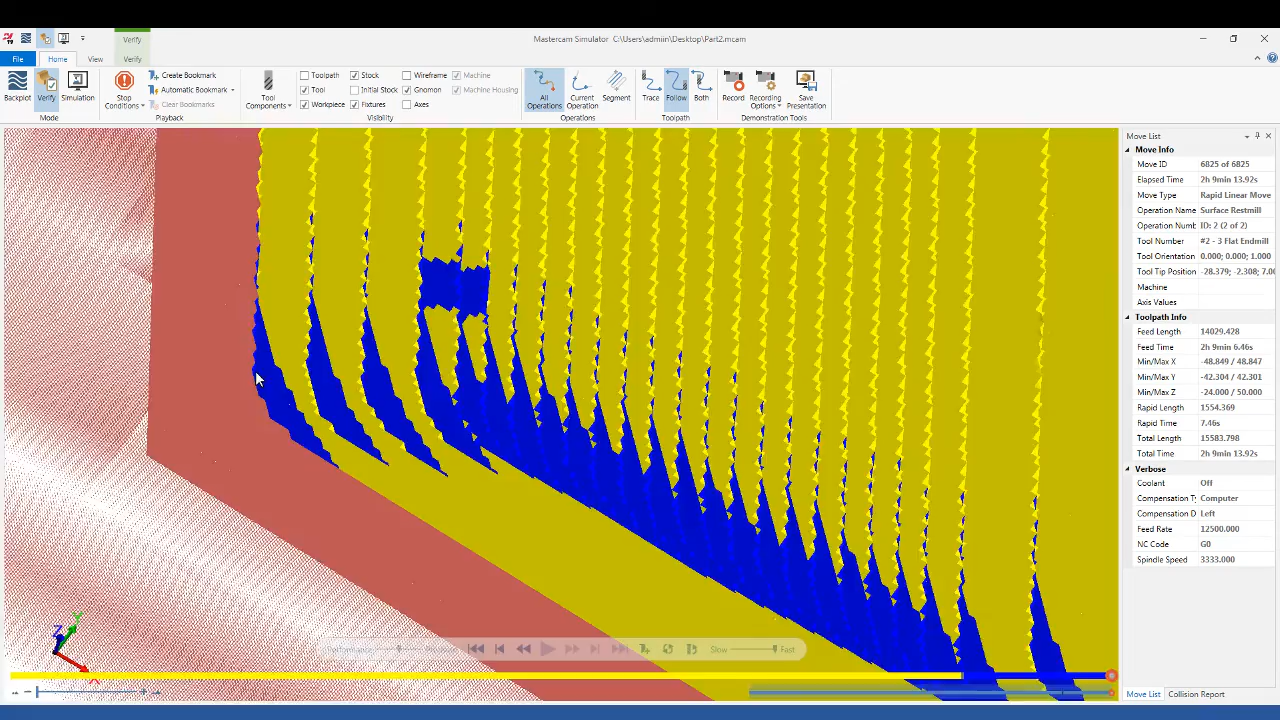 Verify
Mastercam Simulator C:\Users\admiin\Desktop\Part2.mcam
File
Home
View
Verify
Backplot
Verify
Simulation
Mode
Stop Conditions
Create Bookmark
Automatic Bookmark
Clear Bookmarks
Playback
Tool Components
Toolpath
Tool
Workpiece
Stock
Initial Stock
Fixtures
Wireframe
Gnomon
Axes
Machine
Machine Housing
Visibility
All Operations
Current Operation
Segment
Operations
Trace
Follow
Both
Toolpath
Record
Recording Options
Save Presentation
Demonstration Tools
Move List
Move Info
Move ID 6825 of 6825
Elapsed Time 2h 9min 13.92s
Move Type Rapid Linear Move
Operation Name Surface Restmill
Operation Numb ID: 2 (2 of 2)
Tool Number #2 - 3 Flat Endmill
Tool Orientation 0.000; 0.000; 1.000
Tool Tip Position -28.379; -2.308; 7.00
Machine
Axis Values
Toolpath Info
Feed Length 14029.428
Feed Time 2h 9min 6.46s
Min/Max X -48.849 / 48.847
Min/Max Y -42.304 / 42.301
Min/Max Z -24.000 / 50.000
Rapid Length 1554.369
Rapid Time 7.46s
Total Length 15583.798
Total Time 2h 9min 13.92s
Verbose
Coolant Off
Compensation Ty Computer
Compensation D Left
Feed Rate 12500.000
NC Code G0
Spindle Speed 3333.000
Z
Y
Slow
Fast
Move List
Collision Report